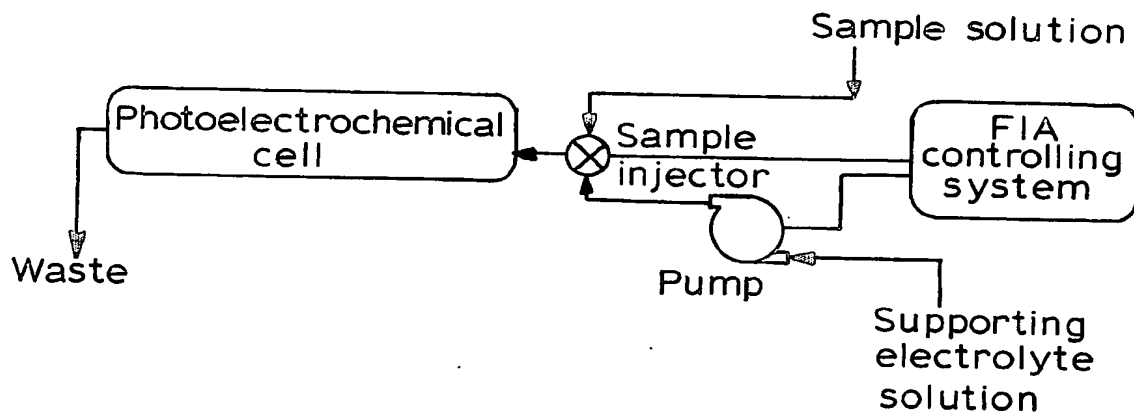 Sample solution
Photoelectrochemical
cell
Sample
injector
FIA
controlling
system
Waste
Pump
Supporting
electrolyte
solution